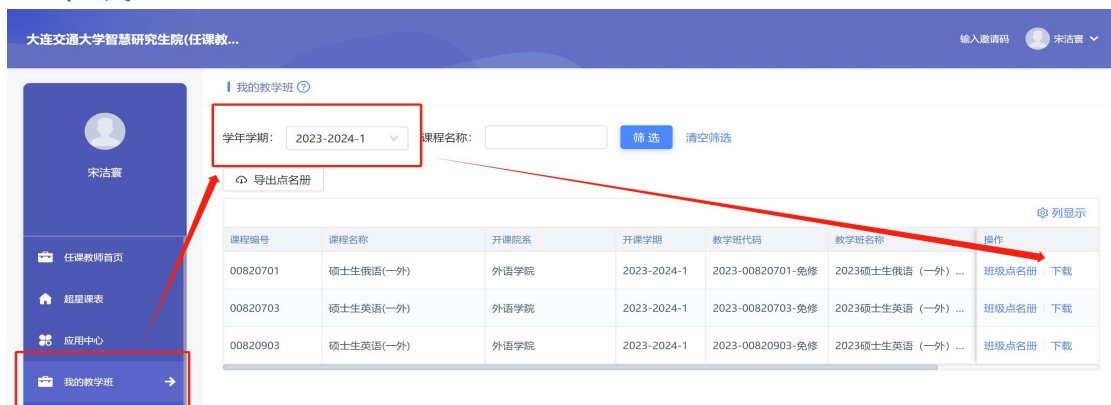 大连交通大学智慧研究生院(任课教...
输入邀请码
宋洁寰
我的教学班
宋洁寰
学年学期： 2023-2024-1 课程名称： 筛 选 清空筛选
导出点名册
列显示
课程编号 课程名称 开课院系 开课学期 教学班代码 教学班名称 操作
00820701 硕士生俄语(一外) 外语学院 2023-2024-1 2023-00820701-免修 2023硕士生俄语（一外）... 班级点名册 下载
00820703 硕士生英语(一外) 外语学院 2023-2024-1 2023-00820703-免修 2023硕士生英语（一外）... 班级点名册 下载
00820903 硕士生英语(一外) 外语学院 2023-2024-1 2023-00820903-免修 2023硕士生英语（一外）... 班级点名册 下载
任课教师首页
超星课表
应用中心
我的教学班